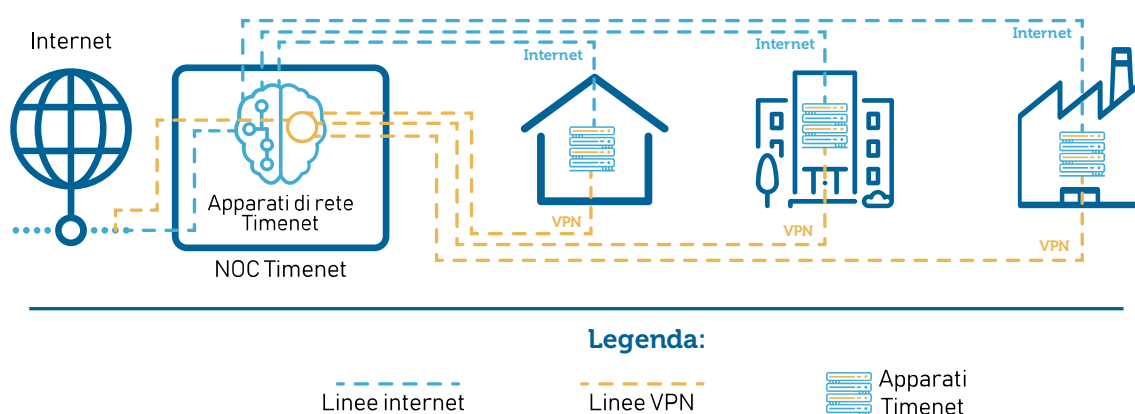 Internet
Internet
Internet
Internet
Apparati di rete
Timenet
VPN
VPN
VPN
NOC Timenet
Legenda:
Linee internet
Linee VPN
Apparati
Timenet